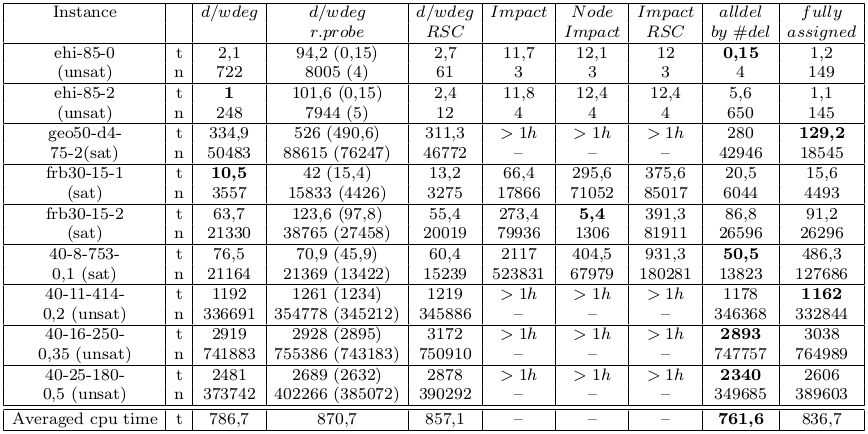 Instance d/wdeg d/wdeg d/wdeg Impact Node Impact alldel fully
r.probe RSC Impact RSC by #del assigned
ehi-85-0 t 2,1 94,2 (0,15) 2,7 11,7 12,1 12 0,15 1,2
(unsat) n 722 8005 (4) 61 3 3 3 4 149
ehi-85-2 t 1 101,6 (0,15) 2,4 11,8 12,4 12,4 5,6 1,1
(unsat) n 248 7944 (5) 12 4 4 4 650 145
geo50-d4- t 334,9 526 (490,6) 311,3 > 1h > 1h > 1h 280 129,2
75-2(sat) n 50483 88615 (76247) 46772 – – – 42946 18545
frb30-15-1 t 10,5 42 (15,4) 13,2 66,4 295,6 375,6 20,5 15,6
(sat) n 3557 15833 (4426) 3275 17866 71052 85017 6044 4493
frb30-15-2 t 63,7 123,6 (97,8) 55,4 273,4 5,4 391,3 86,8 91,2
(sat) n 21330 38765 (27458) 20019 79936 1306 81911 26596 26296
40-8-753- t 76,5 70,9 (45,9) 60,4 2117 404,5 931,3 50,5 486,3
0,1 (sat) n 21164 21369 (13422) 15239 523831 67979 180281 13823 127686
40-11-414- t 1192 1261 (1234) 1219 > 1h > 1h > 1h 1178 1162
0,2 (unsat) n 336691 354778 (345212) 345886 – – – 346368 332844
40-16-250- t 2919 2928 (2895) 3172 > 1h > 1h > 1h 2893 3038
0,35 (unsat) n 741883 755386 (743183) 750910 – – – 747757 764989
40-25-180- t 2481 2689 (2632) 2878 > 1h > 1h > 1h 2340 2606
0,5 (unsat) n 373742 402266 (385072) 390292 – – – 349685 389603
Averaged cpu time t 786,7 870,7 857,1 – – – 761,6 836,7